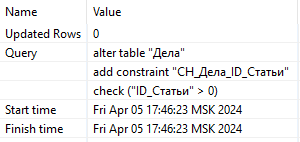 Name Value
Updated Rows 0
Query alter table "Дела"
add constraint "CH_Дела_ID_Статьи"
check ("ID_Статьи" > 0)
Start time Fri Apr 05 17:46:23 MSK 2024
Finish time Fri Apr 05 17:46:23 MSK 2024